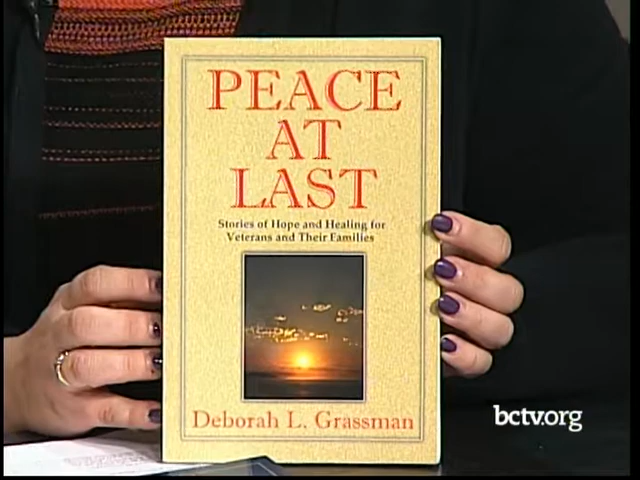 PEACE
AT
LAST
Stories of Hope and Healing for
Veterans and Their Families
Deborah L. Grassman
bctv.org